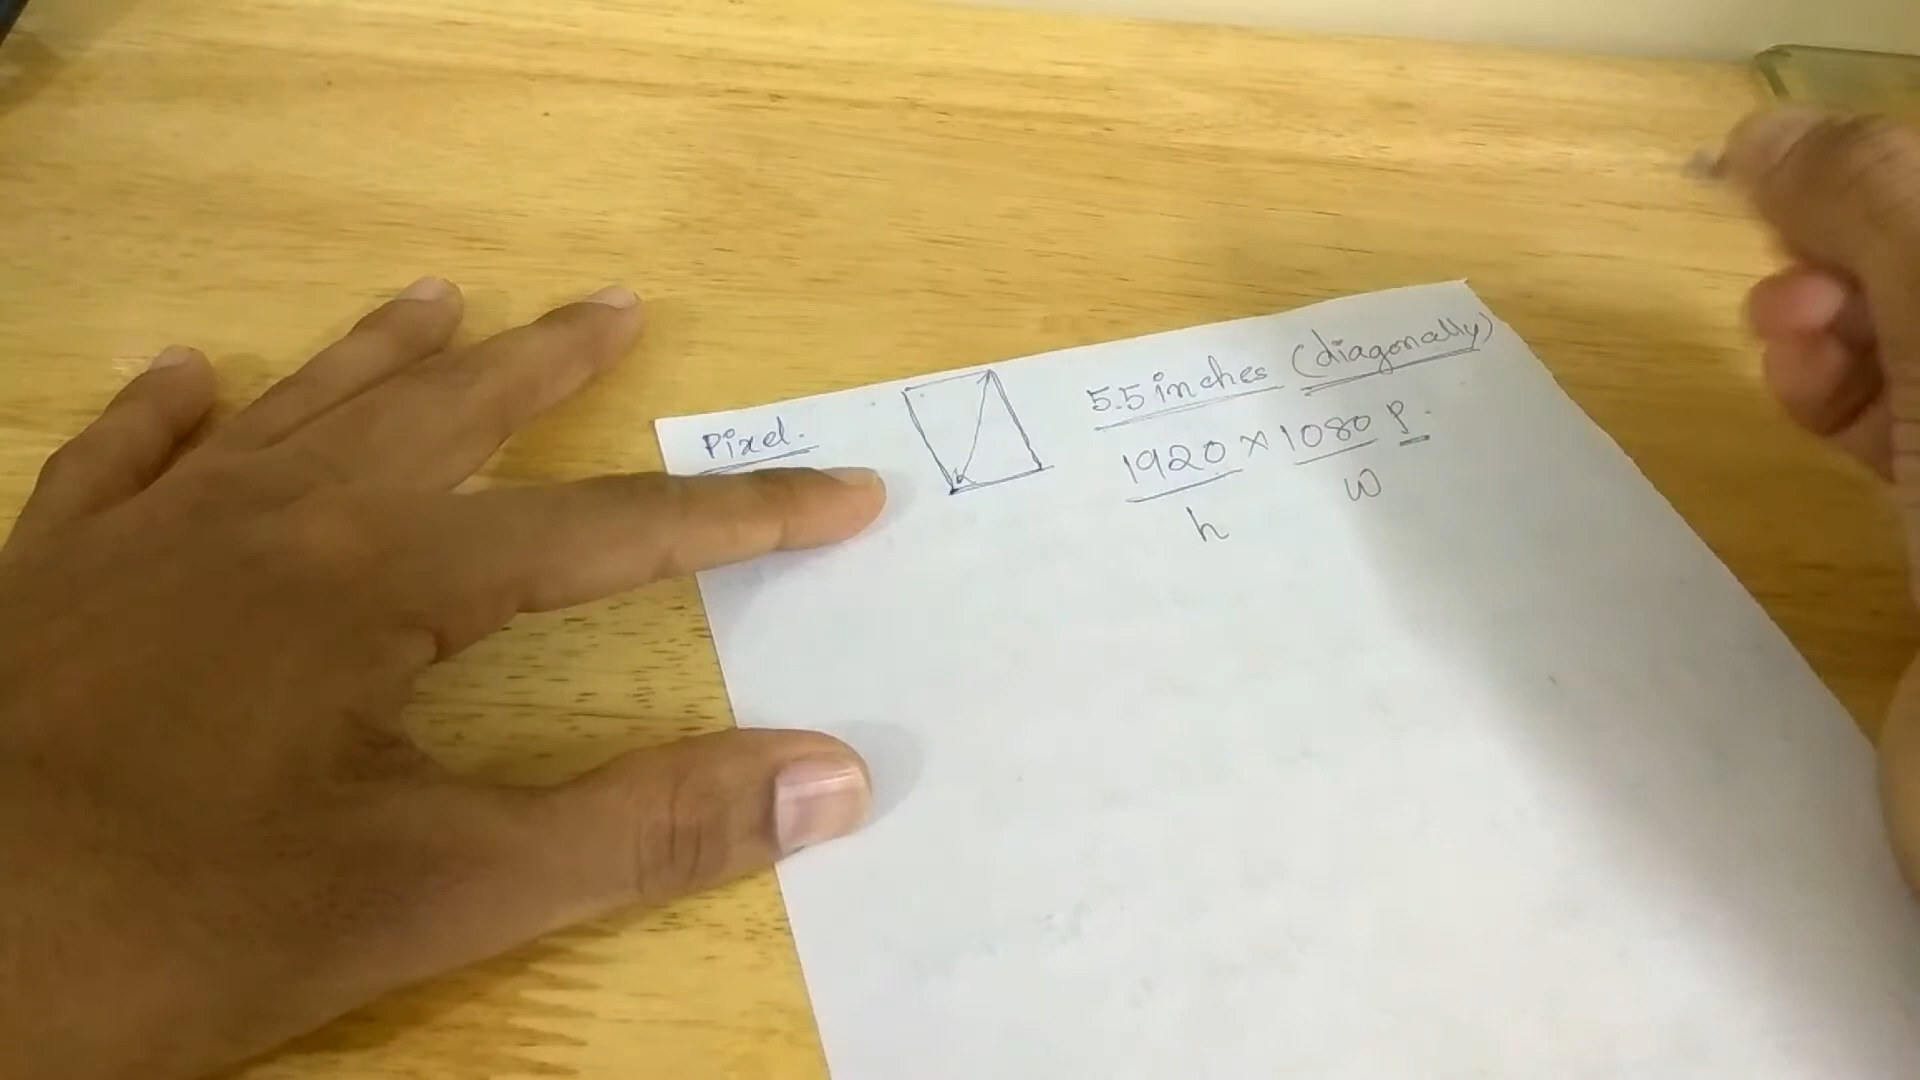 Pixel.
5.5 inches (diagonally)
1920 × 1080 P.
h
w